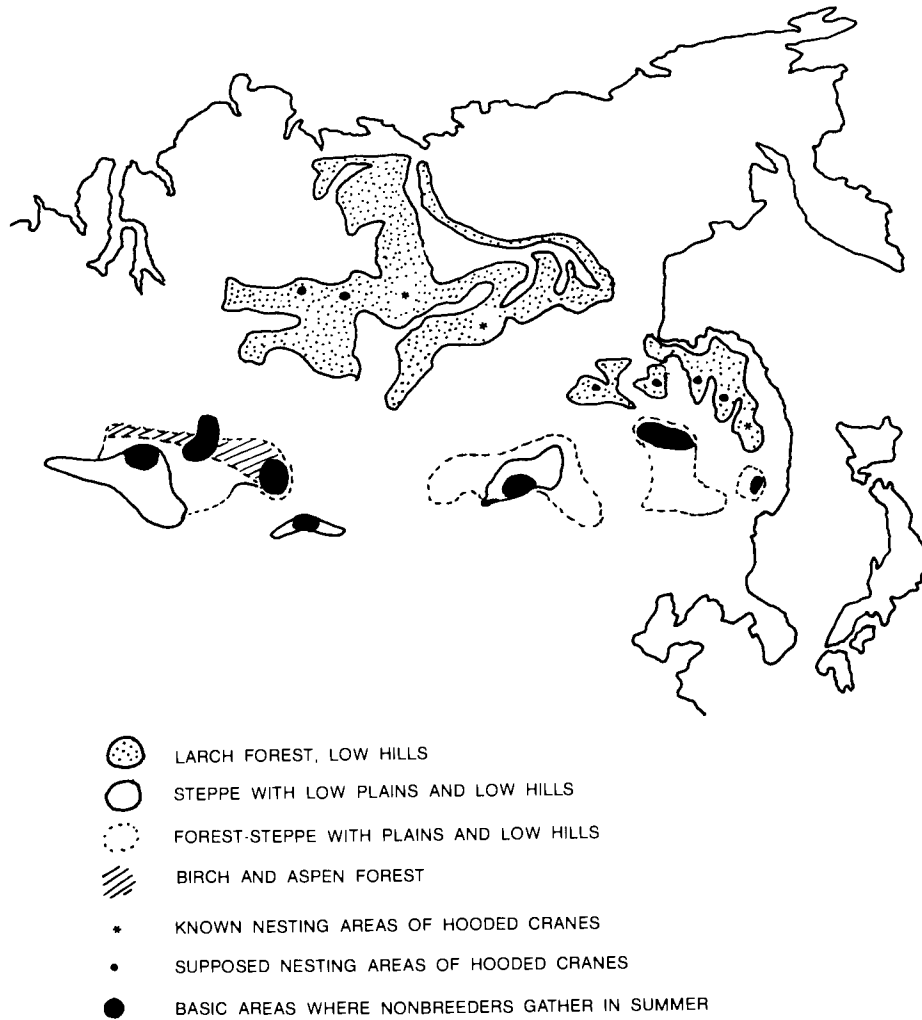 LARCH FOREST, LOW HILLS
STEPPE WITH LOW PLAINS AND LOW HILLS
FOREST-STEPPE WITH PLAINS AND LOW HILLS
BIRCH AND ASPEN FOREST
KNOWN NESTING AREAS OF HOODED CRANES
SUPPOSED NESTING AREAS OF HOODED CRANES
BASIC AREAS WHERE NONBREEDERS GATHER IN SUMMER